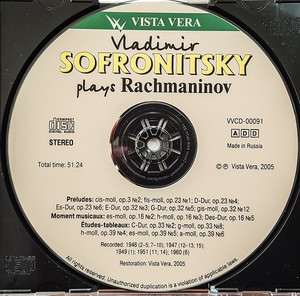 VISTA VERA
Vladimir
SOFRONITSKY
plays Rachmaninov
VVCD-00091
COMPACT
disc
DIGITAL AUDIO
ADD
STEREO
Made in Russia
Total time: 51.24
©℗ Vista Vera, 2005
Preludes: cis-moll, op.3 №2; fis-moll, op.23 №1; D-Dur, op.23 №4;
Es-Dur, op.23 №6; E-Dur, op.32 №3; G-Dur, op.32 №5; gis-moll, op.32 №12
Moment musicaux: es-moll, op.16 №2; h-moll, op.16 №3; Des-Dur, op.16 №5
Études-tableaux: C-Dur, op.33 №2; g-moll, op.33 №8;
h-moll, op.39 №4; es-moll, op.39 №5; a-moll, op.39 №6
Recorded: 1946 (2-5; 7-10); 1947 (12-13; 15);
1949 (1); 1951 (11; 14); 1960 (6)
Restoration: Vista Vera, 2005
All rights reserved. Unauthorized duplication is a violation of applicable laws.